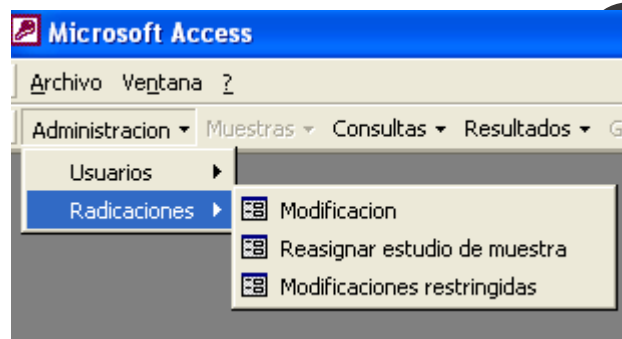 Microsoft Access
Archivo Ventana ?
Administracion Muestras Consultas Resultados G
Usuarios
Radicaciones
Modificacion
Reasignar estudio de muestra
Modificaciones restringidas